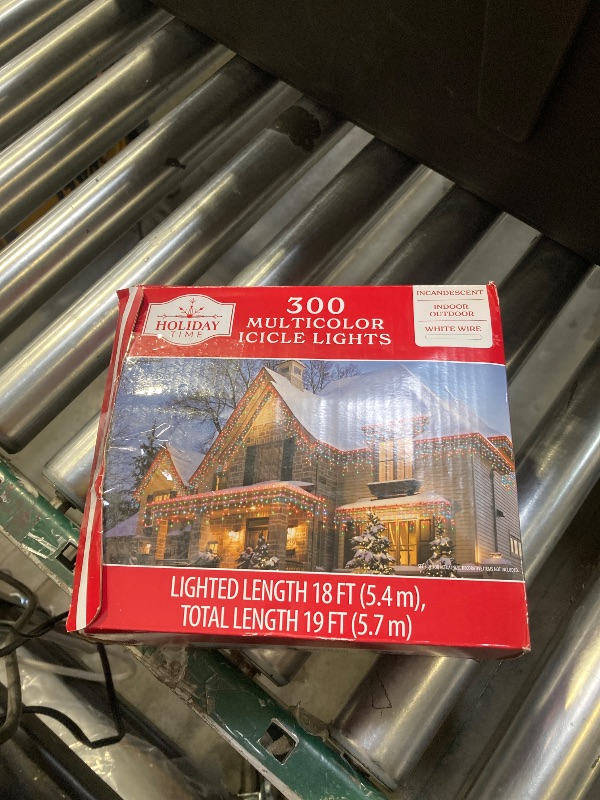 HOLIDAY
TIME
300
MULTICOLOR
ICICLE LIGHTS
INCANDESCENT
INDOOR
OUTDOOR
WHITE WIRE
LIGHTED LENGTH 18 FT (5.4 m),
TOTAL LENGTH 19 FT (5.7 m)